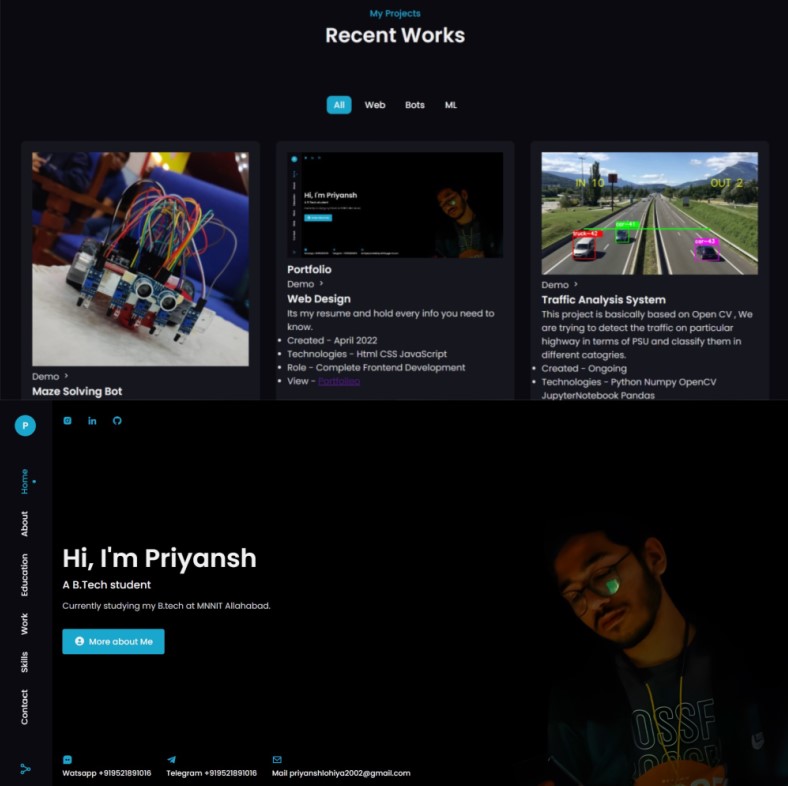 My Projects
Recent Works
All Web Bots ML
Hi, I'm Priyansh
IN 10
OUT 2
truck-42
car-41
car-43
Demo >
Maze Solving Bot
Portfolio
Demo >
Web Design
Its my resume and hold every info you need to
know.
• Created - April 2022
• Technologies - Html CSS JavaScript
• Role - Complete Frontend Development
• View - Portfolieo
Demo >
Traffic Analysis System
This project is basically based on Open CV , We
are trying to detect the traffic on particular
highway in terms of PSU and classify them in
different catogries.
• Created - Ongoing
• Technologies - Python Numpy OpenCV
JupyterNotebook Pandas
P
in
Home
About
Education
Work
Skills
Contact
Hi, I'm Priyansh
A B.Tech student
Currently studying my B.tech at MNNIT Allahabad.
More about Me
OSSF
Watsapp +919521891016
Telegram +919521891016
Mail priyanshlohiya2002@gmail.com